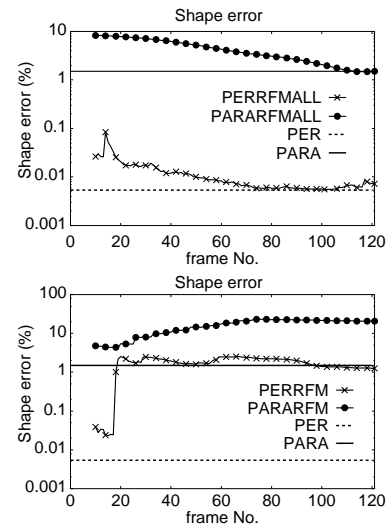 Shape error
10
1
0.1
0.01
0.001
Shape error (%)
PERRFMALL
PARARFMALL
PER
PARA
0 20 40 60 80 100 120
frame No.
Shape error
100
10
1
0.1
0.01
0.001
Shape error (%)
PERRFM
PARARFM
PER
PARA
0 20 40 60 80 100 120
frame No.